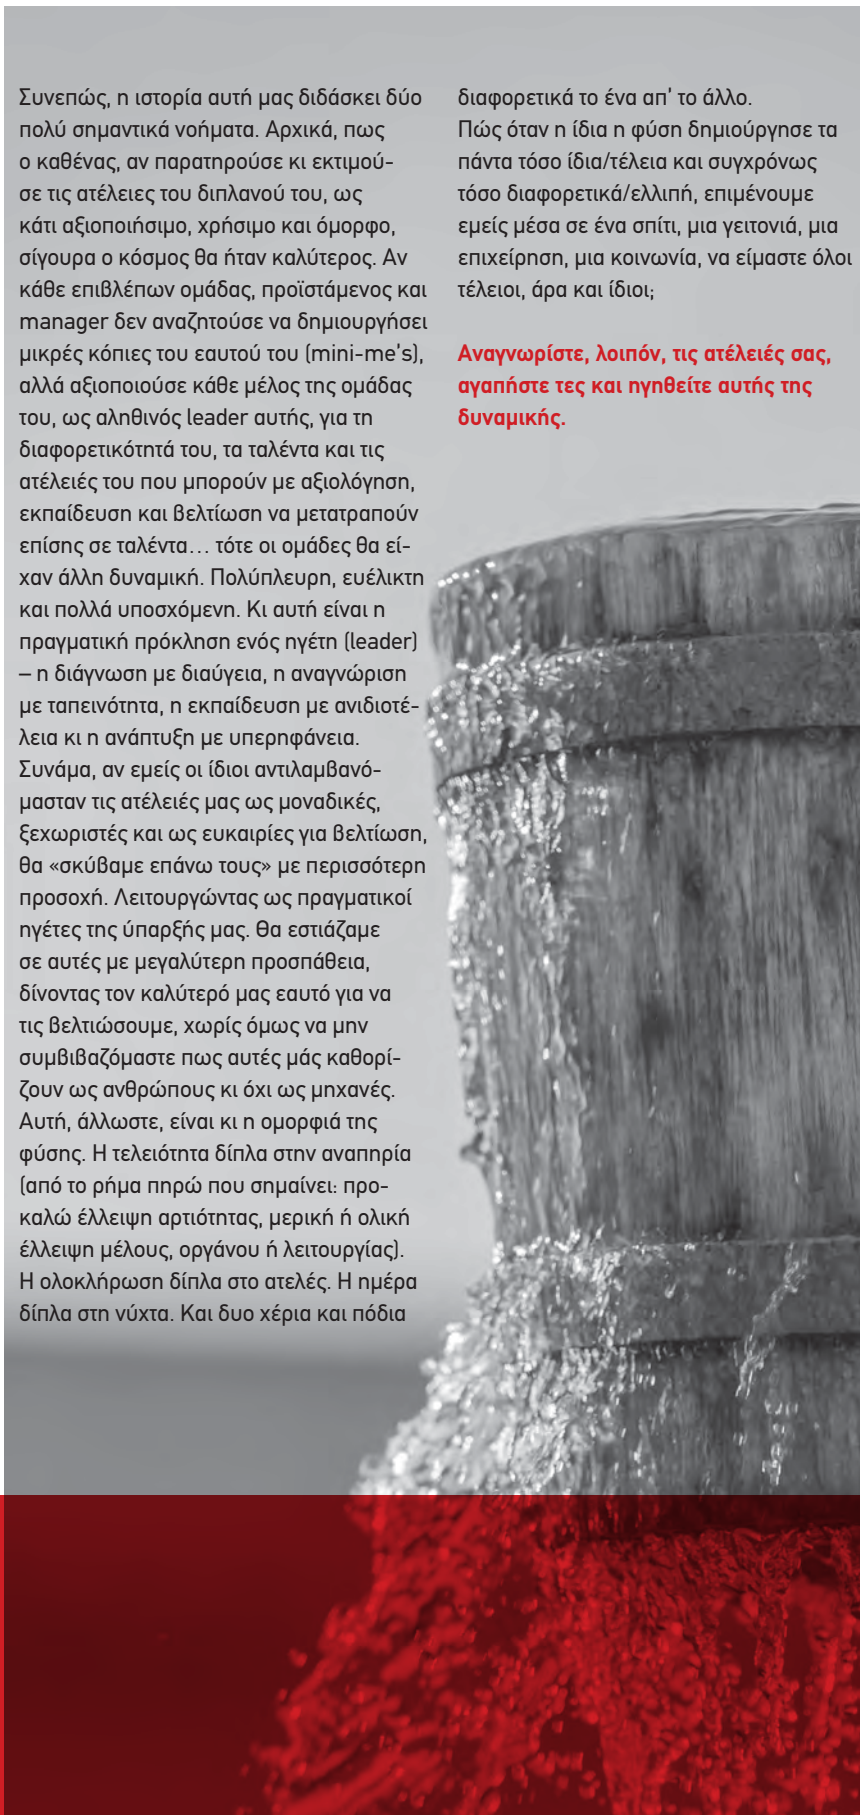 Συνεπώς, η ιστορία αυτή μας διδάσκει δύο
πολύ σημαντικά νοήματα. Αρχικά, πως
ο καθένας, αν παρατηρούσε κι εκτιμού-
σε τις ατέλειες του διπλανού του, ως
κάτι αξιοποιήσιμο, χρήσιμο και όμορφο,
σίγουρα ο κόσμος θα ήταν καλύτερος. Αν
κάθε επιβλέπων ομάδας, προϊστάμενος και
manager δεν αναζητούσε να δημιουργήσει
μικρές κόπιες του εαυτού του (mini-me's),
αλλά αξιοποιούσε κάθε μέλος της ομάδας
του, ως αληθινός leader αυτής, για τη
διαφορετικότητά του, τα ταλέντα και τις
ατέλειές του που μπορούν με αξιολόγηση,
εκπαίδευση και βελτίωση να μετατραπούν
επίσης σε ταλέντα… τότε οι ομάδες θα εί-
χαν άλλη δυναμική. Πολύπλευρη, ευέλικτη
και πολλά υποσχόμενη. Κι αυτή είναι η
πραγματική πρόκληση ενός ηγέτη (leader)
– η διάγνωση με διαύγεια, η αναγνώριση
με ταπεινότητα, η εκπαίδευση με ανιδιοτέ-
λεια κι η ανάπτυξη με υπερηφάνεια.
Συνάμα, αν εμείς οι ίδιοι αντιλαμβανό-
μασταν τις ατέλειές μας ως μοναδικές,
ξεχωριστές και ως ευκαιρίες για βελτίωση,
θα «σκύβαμε επάνω τους» με περισσότερη
προσοχή. Λειτουργώντας ως πραγματικοί
ηγέτες της ύπαρξής μας. Θα εστιάζαμε
σε αυτές με μεγαλύτερη προσπάθεια,
δίνοντας τον καλύτερό μας εαυτό για να
τις βελτιώσουμε, χωρίς όμως να μην
συμβιβαζόμαστε πως αυτές μάς καθορί-
ζουν ως ανθρώπους κι όχι ως μηχανές.
Αυτή, άλλωστε, είναι κι η ομορφιά της
φύσης. Η τελειότητα δίπλα στην αναπηρία
(από το ρήμα πηρώ που σημαίνει: προ-
καλώ έλλειψη αρτιότητας, μερική ή ολική
έλλειψη μέλους, οργάνου ή λειτουργίας).
Η ολοκλήρωση δίπλα στο ατελές. Η ημέρα
δίπλα στη νύχτα. Και δυο χέρια και πόδια
διαφορετικά το ένα απ' το άλλο.
Πώς όταν η ίδια η φύση δημιούργησε τα
πάντα τόσο ίδια/τέλεια και συγχρόνως
τόσο διαφορετικά/ελλιπή, επιμένουμε
εμείς μέσα σε ένα σπίτι, μια γειτονιά, μια
επιχείρηση, μια κοινωνία, να είμαστε όλοι
τέλειοι, άρα και ίδιοι;
Αναγνωρίστε, λοιπόν, τις ατέλειές σας,
αγαπήστε τες και ηγηθείτε αυτής της
δυναμικής.